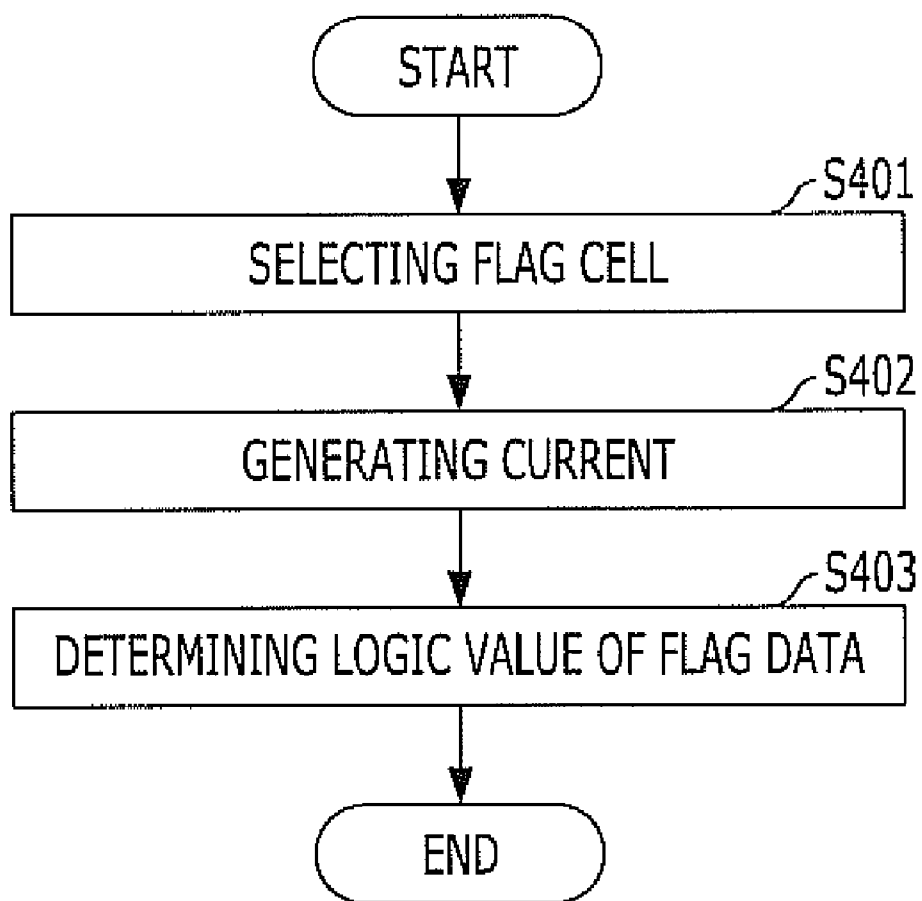 START
S401
SELECTING FLAG CELL
S402
GENERATING CURRENT
S403
DETERMINING LOGIC VALUE OF FLAG DATA
END